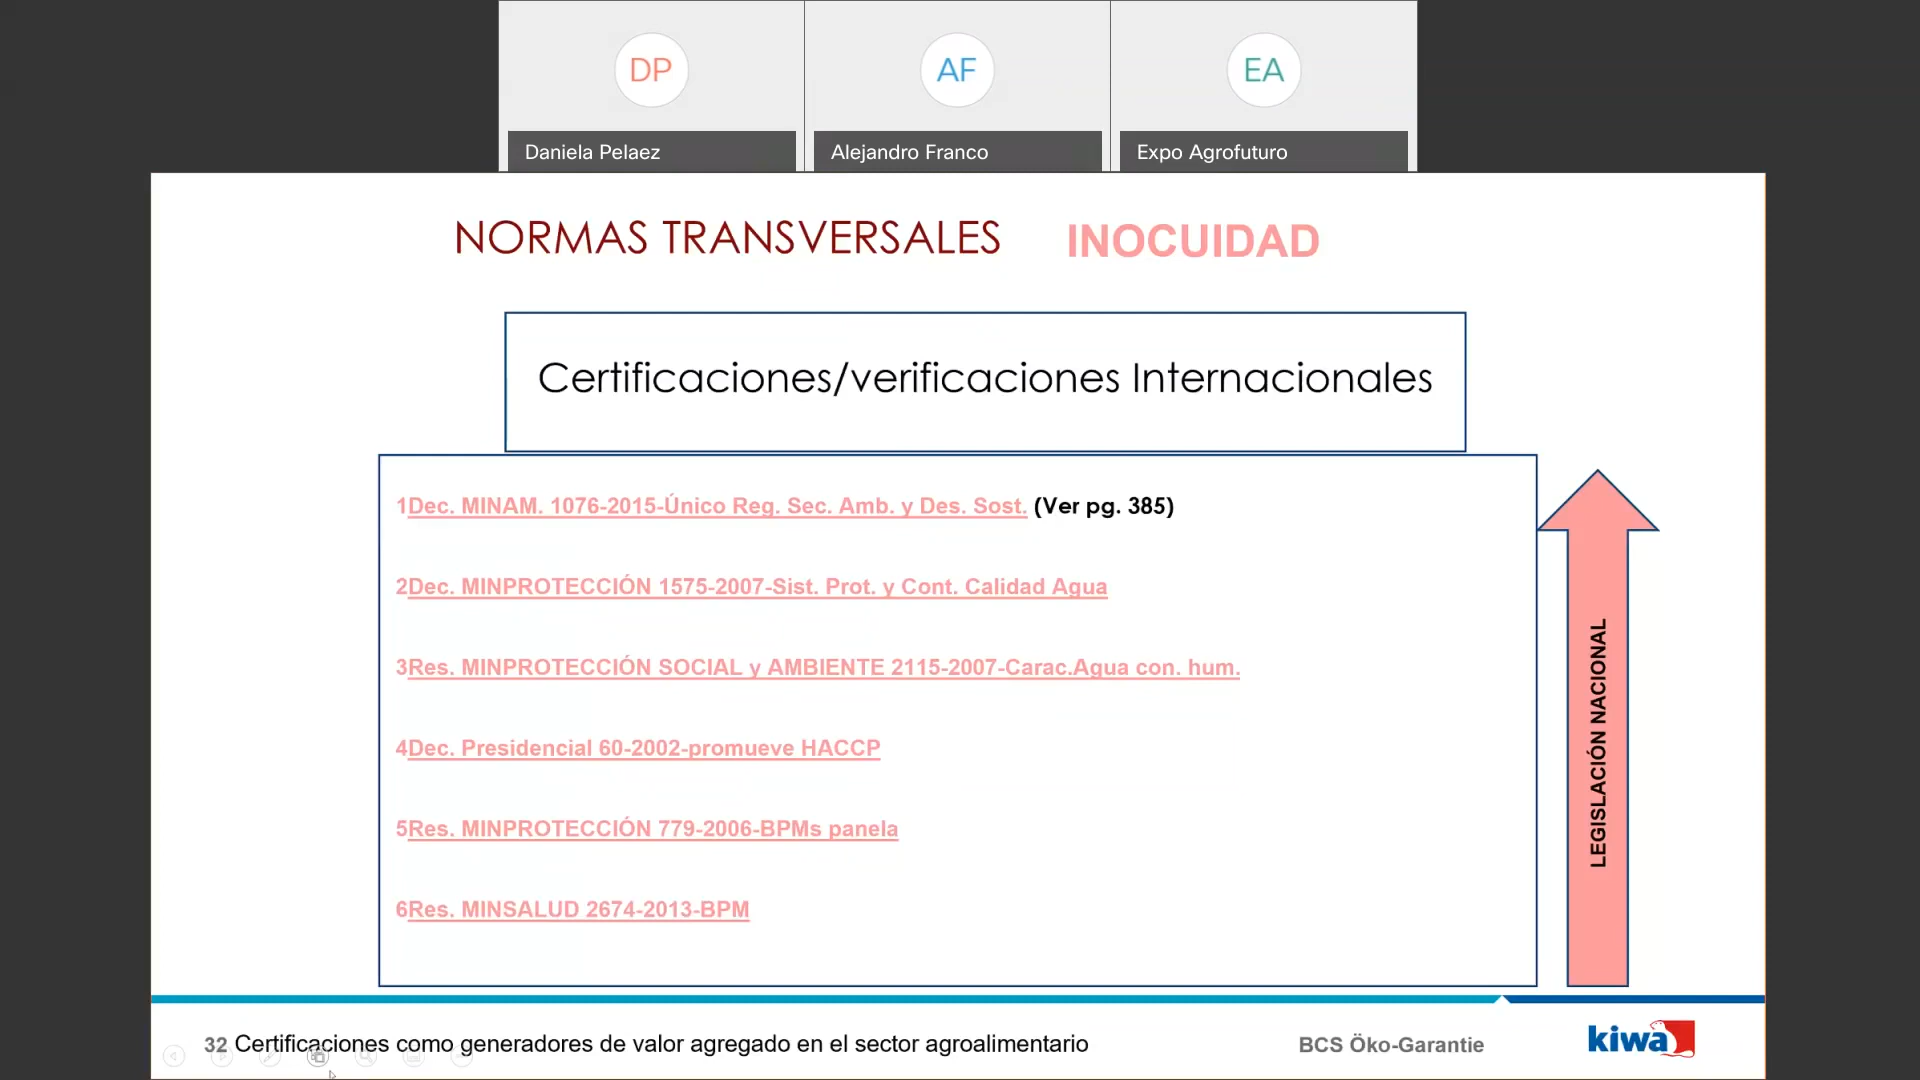 DP
AF
EA
Daniela Pelaez
Alejandro Franco
Expo Agrofuturo
NORMAS TRANSVERSALES INOCUIDAD
Certificaciones/verificaciones Internacionales
1Dec. MINAM. 1076-2015-Único Reg. Sec. Amb. y Des. Sost. (Ver pg. 385)
2Dec. MINPROTECCIÓN 1575-2007-Sist. Prot. y Cont. Calidad Agua
3Res. MINPROTECCIÓN SOCIAL y AMBIENTE 2115-2007-Carac.Agua con. hum.
4Dec. Presidencial 60-2002-promueve HACCP
5Res. MINPROTECCIÓN 779-2006-BPMs panela
6Res. MINSALUD 2674-2013-BPM
LEGISLACIÓN NACIONAL
32 Certificaciones como generadores de valor agregado en el sector agroalimentario
BCS Öko-Garantie
kiwa